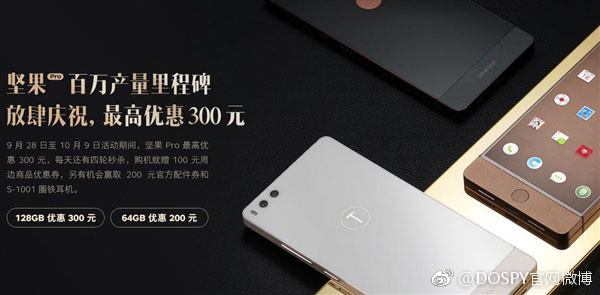 坚果 Pro 百万产量里程碑
放肆庆祝，最高优惠 300 元
9 月 28 日至 10 月 9 日活动期间，坚果 Pro 最高优
惠 300 元，每天还有四轮秒杀，购机就赠 100 元周
边商品优惠券，另有机会赢取 200 元官方配件券和
S-1001 圈铁耳机。
128GB 优惠 300 元 64GB 优惠 200 元
@DOSPY官网微博